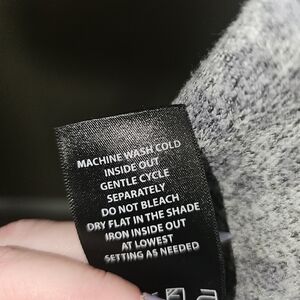 MACHINE WASH COLD
INSIDE OUT
GENTLE CYCLE
SEPARATELY
DO NOT BLEACH
DRY FLAT IN THE SHADE
IRON INSIDE OUT
AT LOWEST
SETTING AS NEEDED